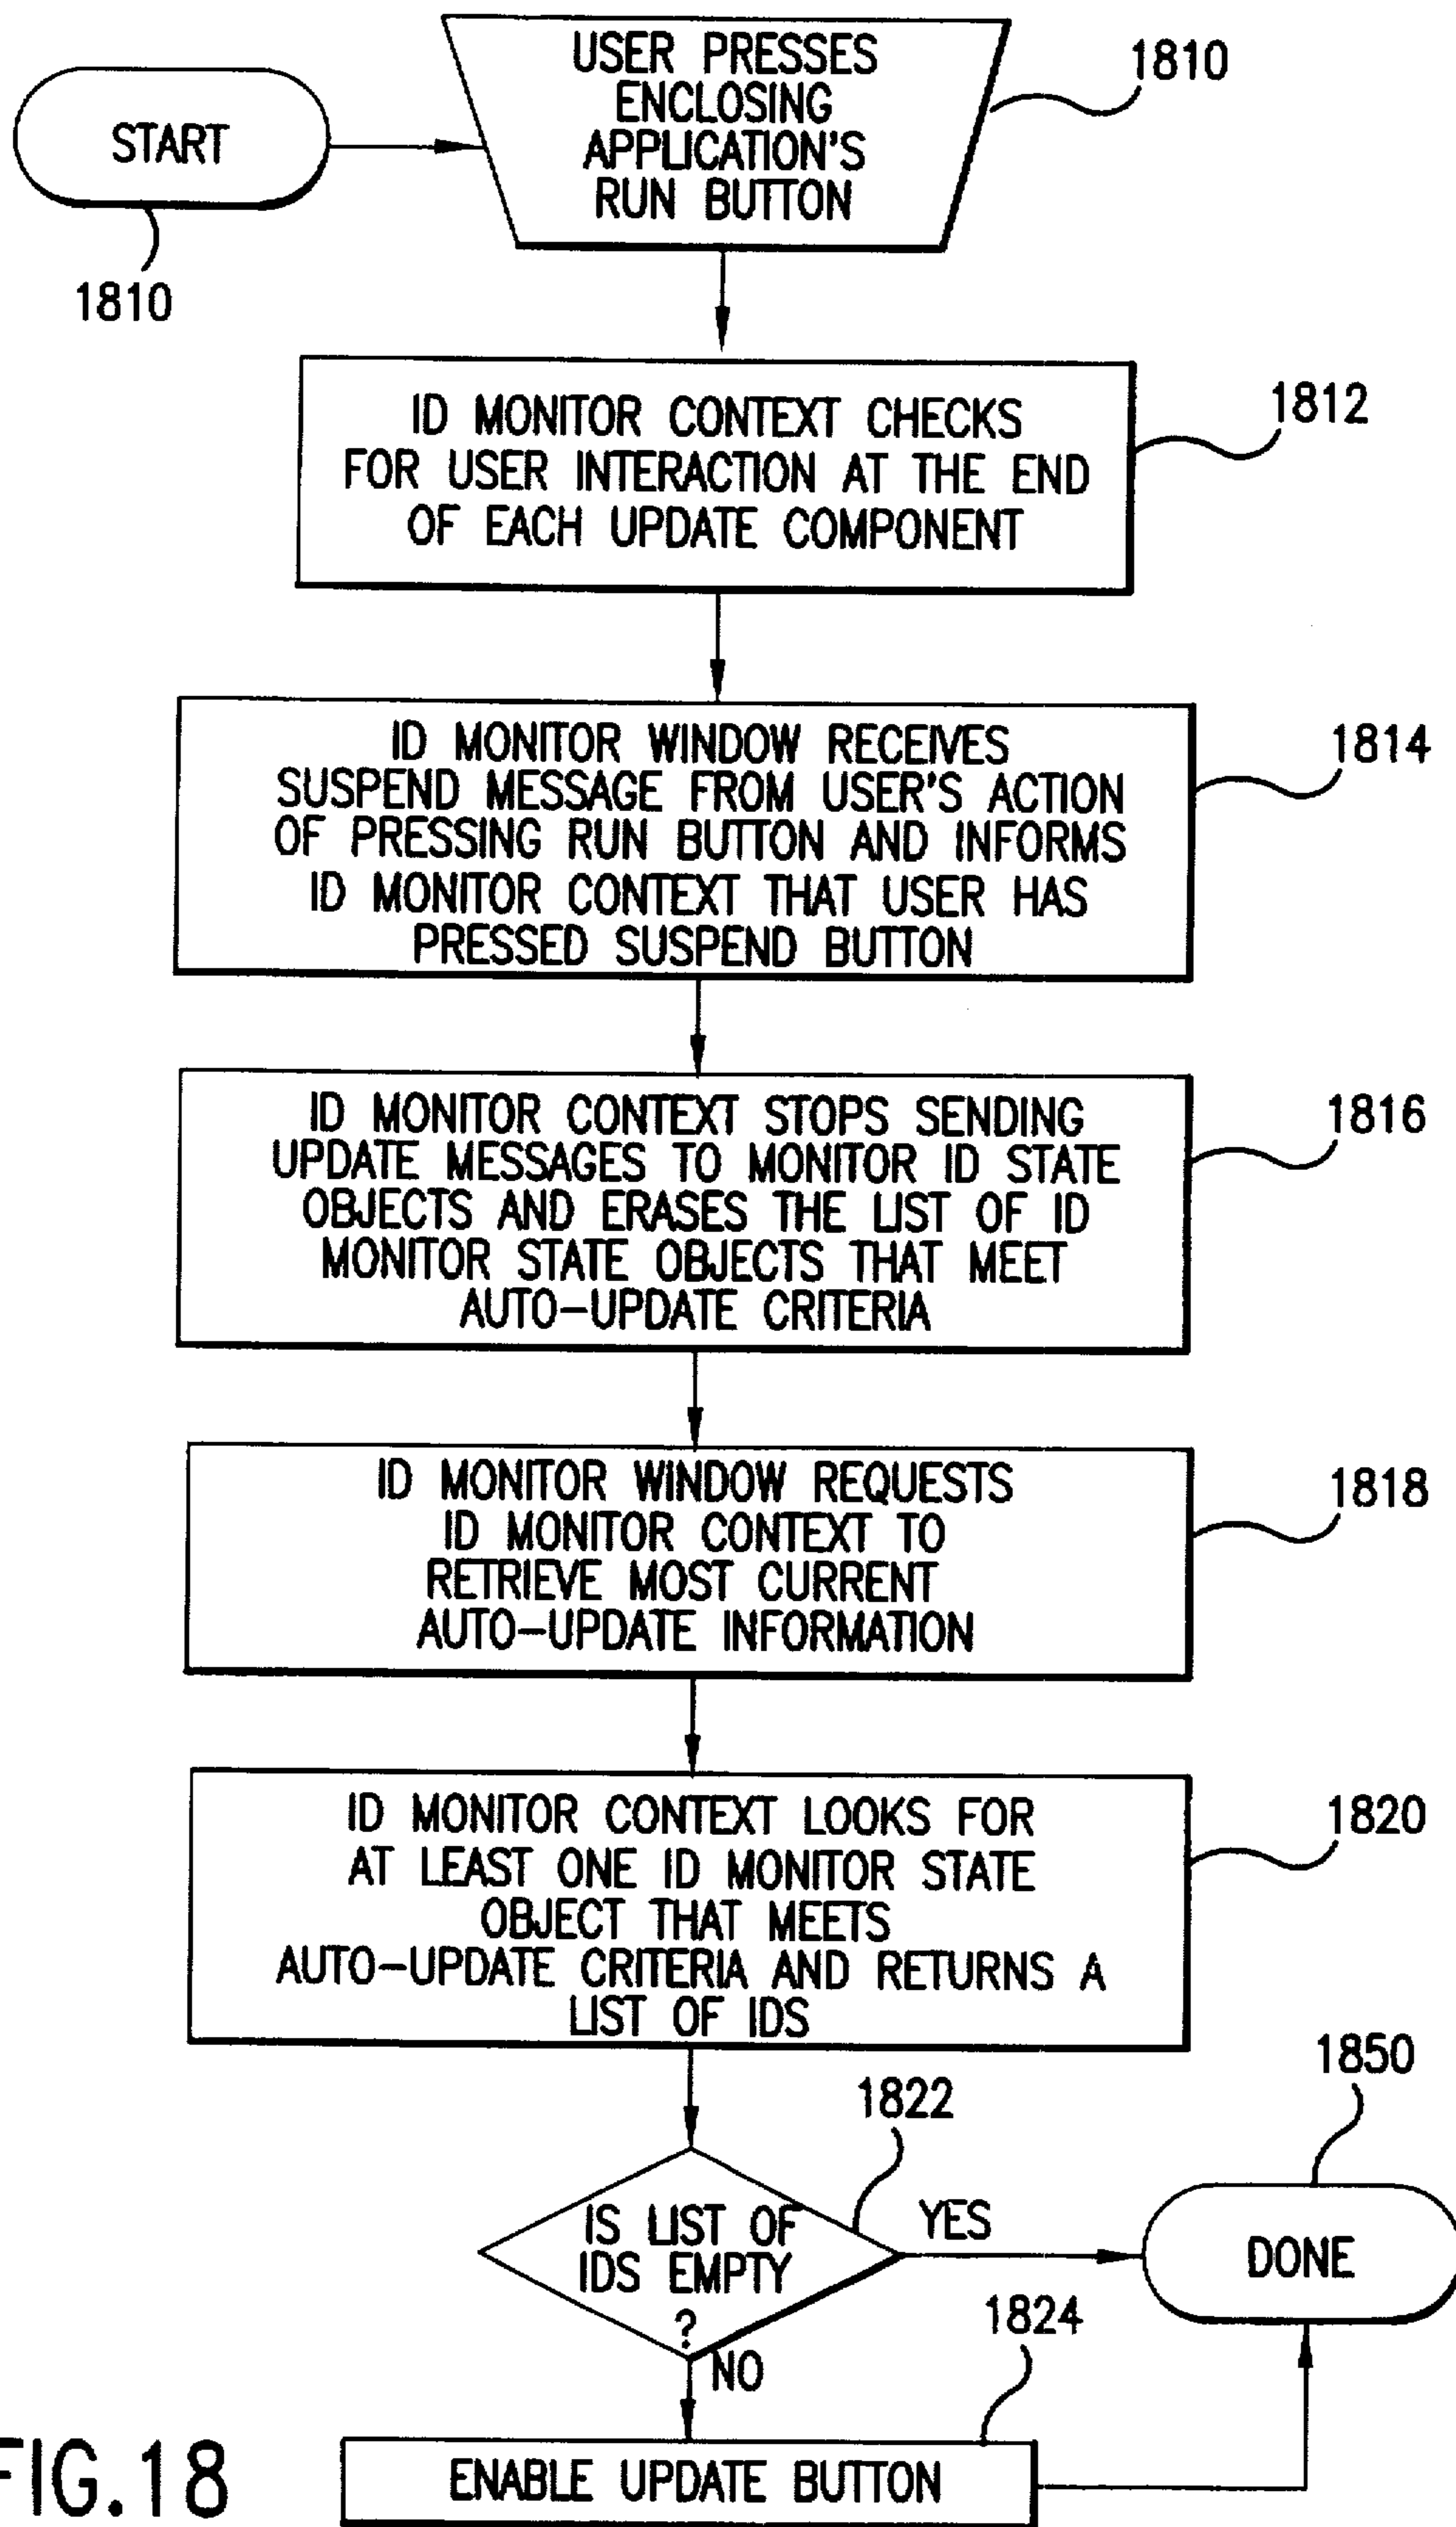 START
1810
USER PRESSES
ENCLOSING
APPLICATION'S
RUN BUTTON
1810
ID MONITOR CONTEXT CHECKS
FOR USER INTERACTION AT THE END
OF EACH UPDATE COMPONENT
1812
ID MONITOR WINDOW RECEIVES
SUSPEND MESSAGE FROM USER'S ACTION
OF PRESSING RUN BUTTON AND INFORMS
ID MONITOR CONTEXT THAT USER HAS
PRESSED SUSPEND BUTTON
1814
ID MONITOR CONTEXT STOPS SENDING
UPDATE MESSAGES TO MONITOR ID STATE
OBJECTS AND ERASES THE LIST OF ID
MONITOR STATE OBJECTS THAT MEET
AUTO-UPDATE CRITERIA
1816
ID MONITOR WINDOW REQUESTS
ID MONITOR CONTEXT TO
RETRIEVE MOST CURRENT
AUTO-UPDATE INFORMATION
1818
ID MONITOR CONTEXT LOOKS FOR
AT LEAST ONE ID MONITOR STATE
OBJECT THAT MEETS
AUTO-UPDATE CRITERIA AND RETURNS A
LIST OF IDS
1820
IS LIST OF
IDS EMPTY
?
1822
YES
DONE
1850
NO
ENABLE UPDATE BUTTON
1824
FIG.18